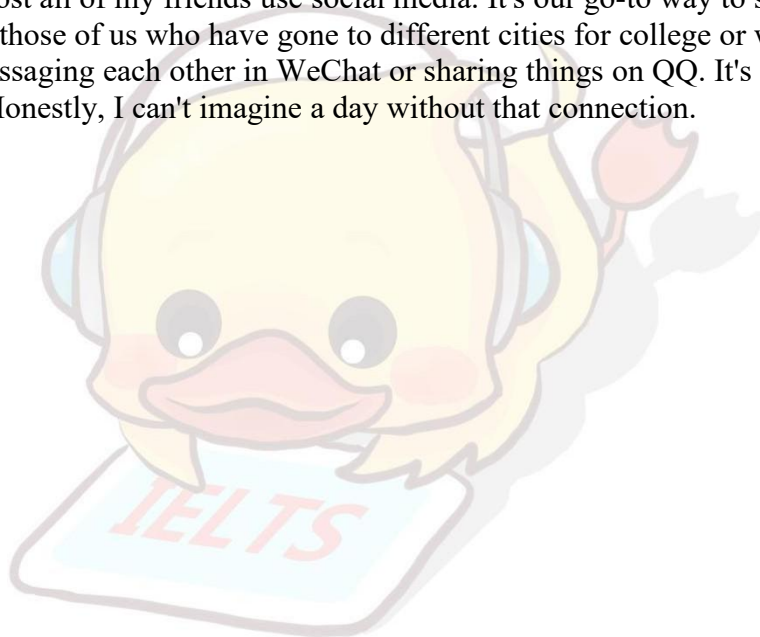 all of my friends use social media. It's our go-to way to
those of us who have gone to different cities for college or
messaging each other in WeChat or sharing things on QQ. It's
Honestly, I can't imagine a day without that connection.
IELTS